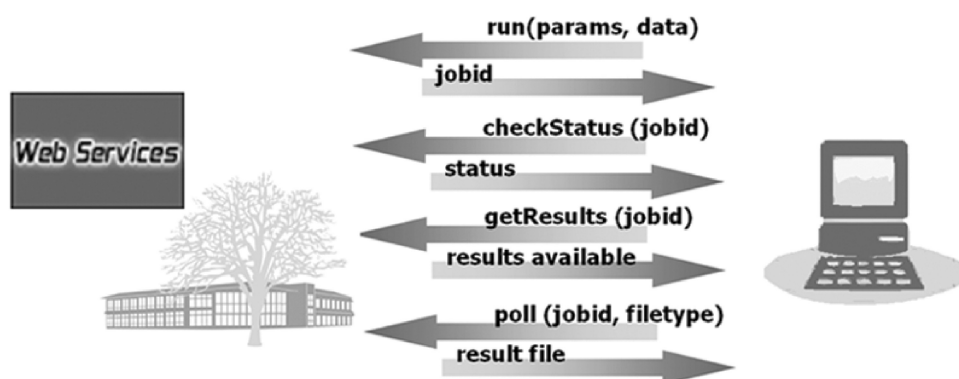 run(params, data)
jobid
Web Services
checkStatus (jobid)
status
getResults (jobid)
results available
poll (jobid, filetype)
result file